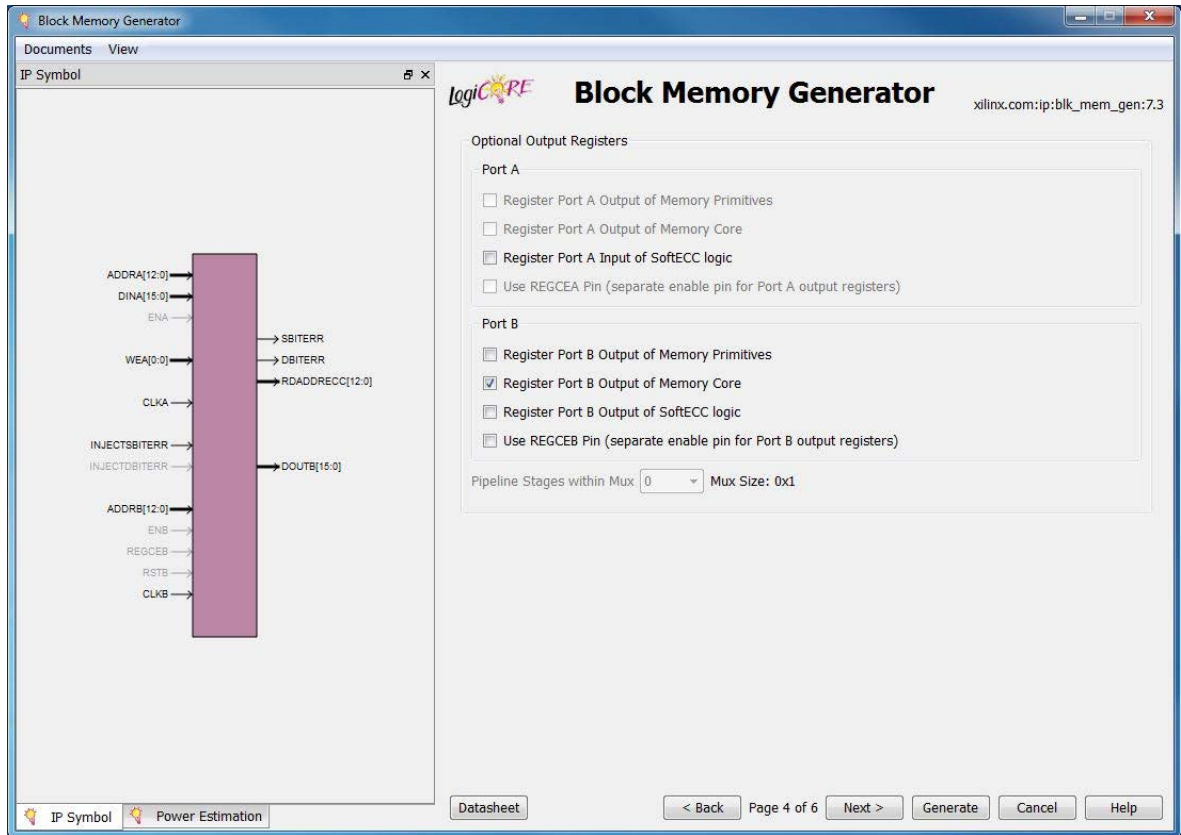 Block Memory Generator
Documents View
IP Symbol
ADDRA[12:0]
DINA[15:0]
ENA
WEA[0:0]
CLKA
INJECTSBITERR
INJECTDBITERR
ADDRB[12:0]
ENB
REGCEB
RSTB
CLKB
SBITERR
DBITERR
RDADDRECC[12:0]
DOUTB[15:0]
IP Symbol Power Estimation
LogiCORE
Block Memory Generator
xilinx.com:ip:blk_mem_gen:7.3
Optional Output Registers
Port A
Register Port A Output of Memory Primitives
Register Port A Output of Memory Core
Register Port A Input of SoftECC logic
Use REGCEA Pin (separate enable pin for Port A output registers)
Port B
Register Port B Output of Memory Primitives
Register Port B Output of Memory Core
Register Port B Output of SoftECC logic
Use REGCEB Pin (separate enable pin for Port B output registers)
Pipeline Stages within Mux 0 Mux Size: 0x1
Datasheet < Back Page 4 of 6 Next > Generate Cancel Help